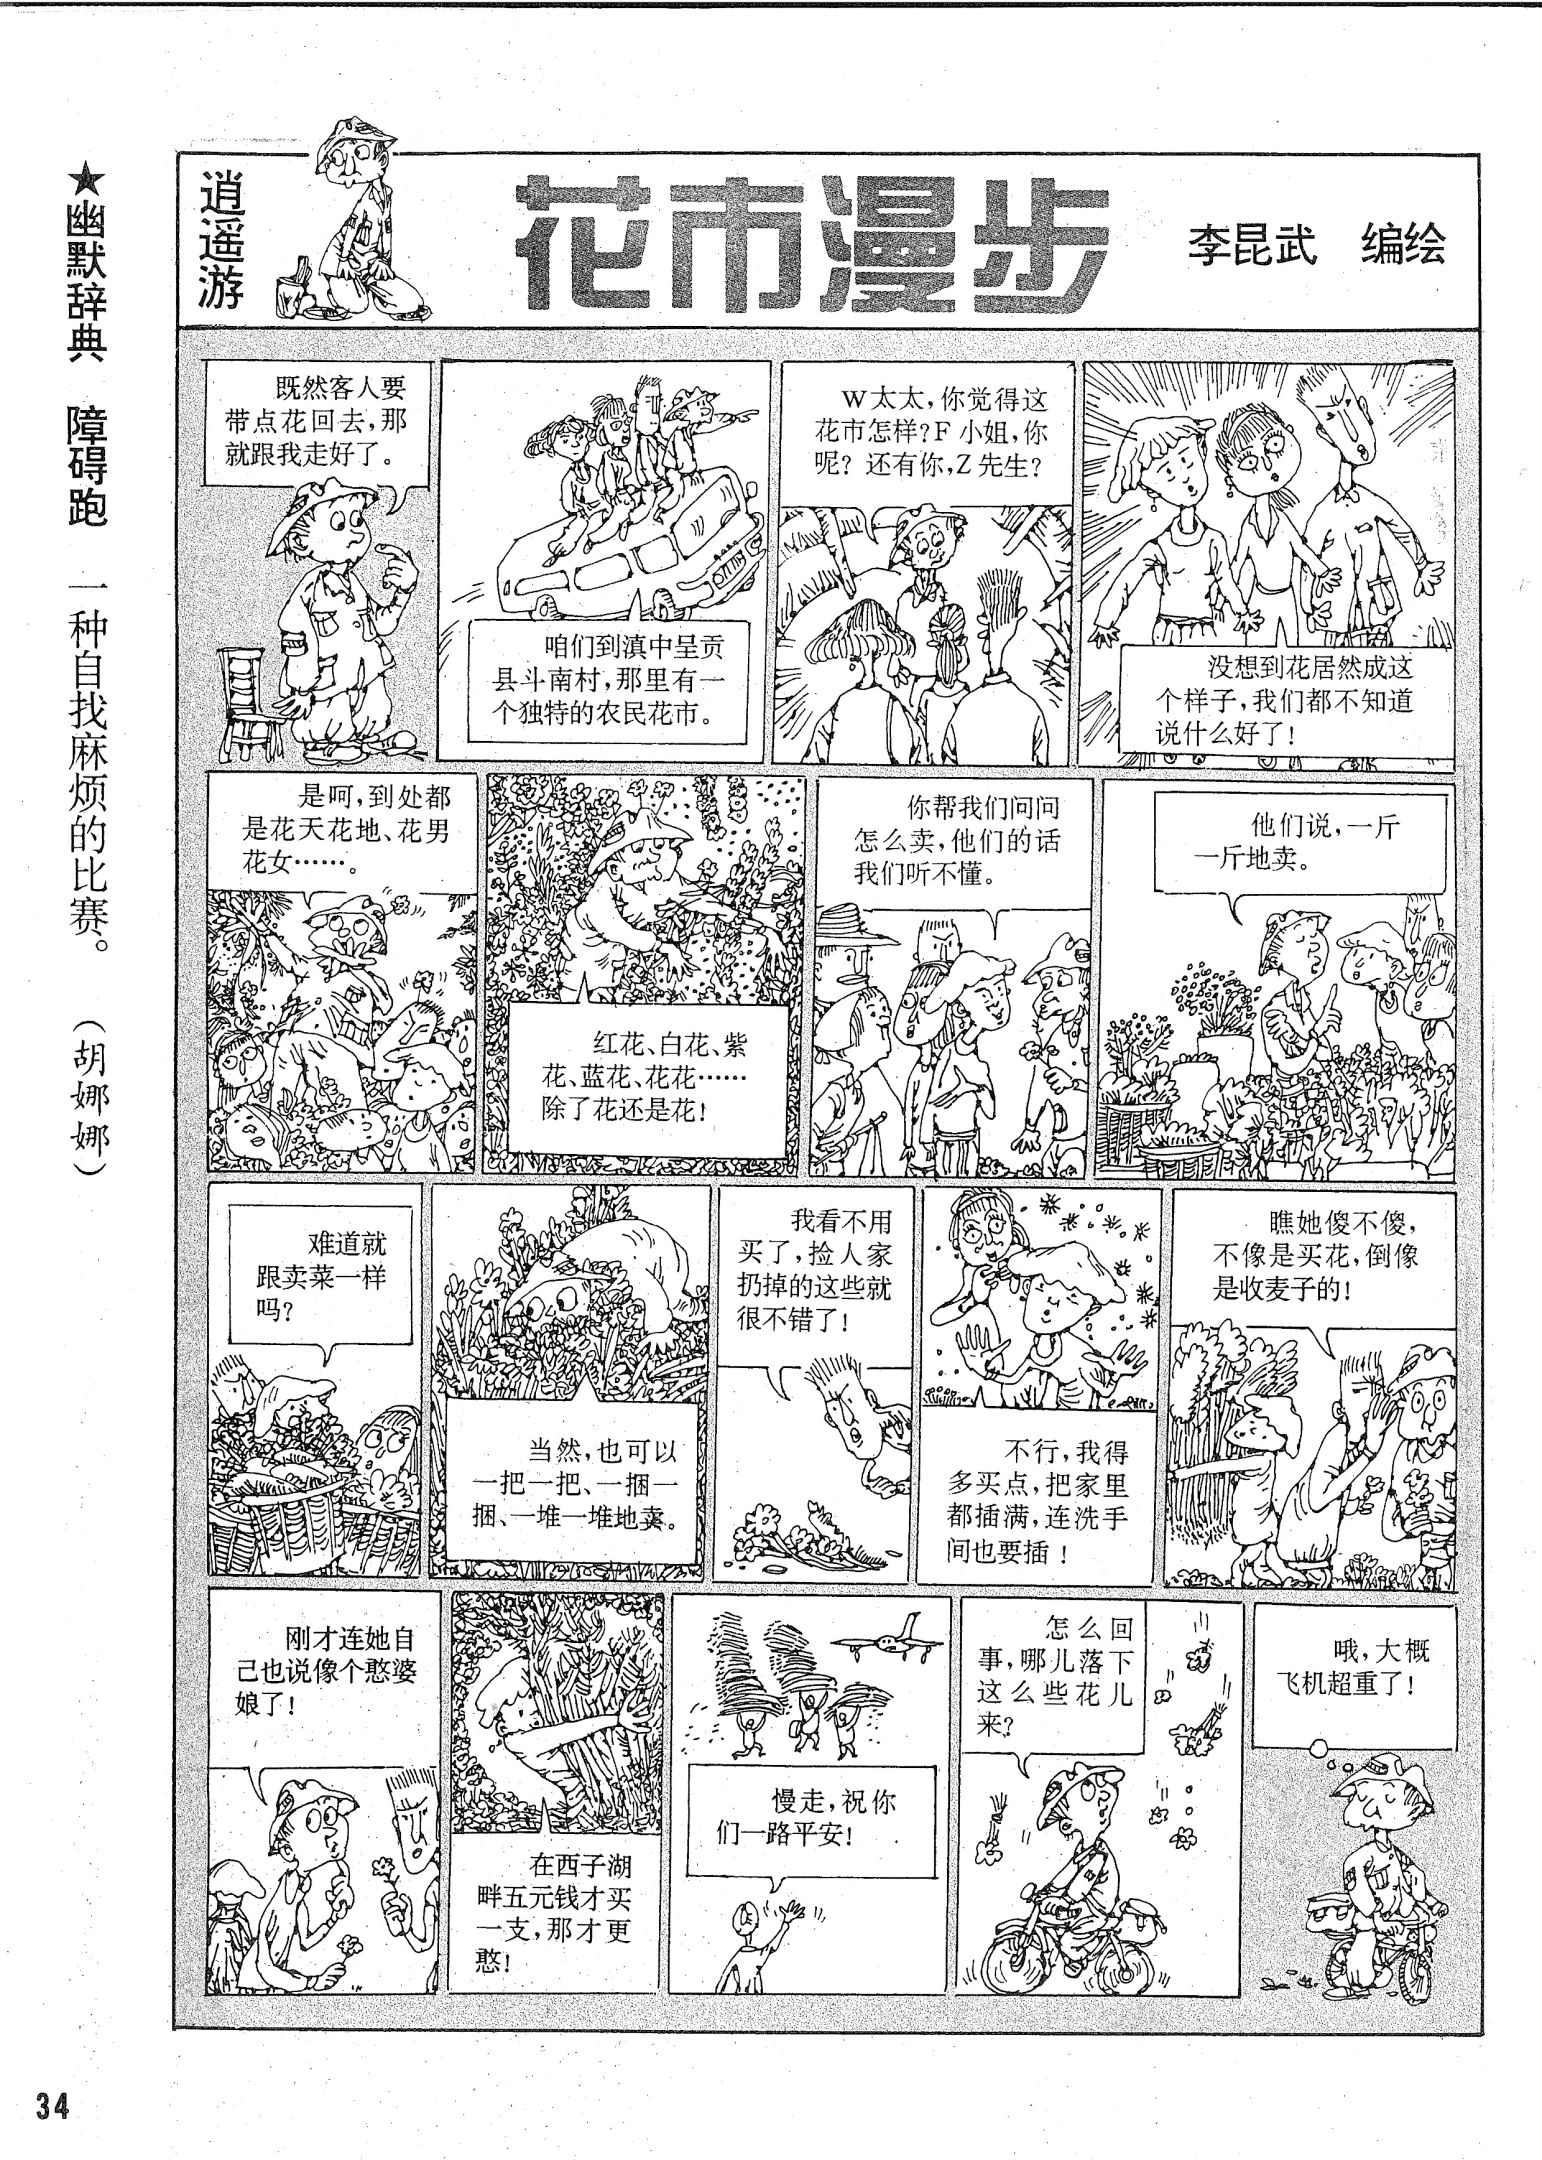 ★幽默辞典 障碍跑 一种自找麻烦的比赛。 （胡娜娜）
逍遥游
花市漫步
李昆武 编绘
既然客人要
带点花回去，那
就跟我走好了。
咱们到滇中呈贡
县斗南村，那里有一
个独特的农民花市。
W太太，你觉得这
花市怎样？F小姐，你
呢？还有你，Z先生？
没想到花居然成这
个样子，我们都不知道
说什么好了！
是呵，到处都
是花天花地、花男
花女……。
红花、白花、紫
花、蓝花、花花……
除了花还是花！
你帮我们问问
怎么卖，他们的话
我们听不懂。
他们说，一斤
一斤地卖。
难道就
跟卖菜一样
吗？
当然，也可以
一把一把、一捆一
捆、一堆一堆地卖。
我看不用
买了，捡人家
扔掉的这些就
很不错了！
不行，我得
多买点，把家里
都插满，连洗手
间也要插！
瞧她傻不傻，
不像是买花，倒像
是收麦子的！
刚才连她自
己也说像个憨婆
娘了！
在西子湖
畔五元钱才买
一支，那才更
憨！
慢走，祝你
们一路平安！
怎么回
事，哪儿落下
这么些花儿
来？
哦，大概
飞机超重了！
34